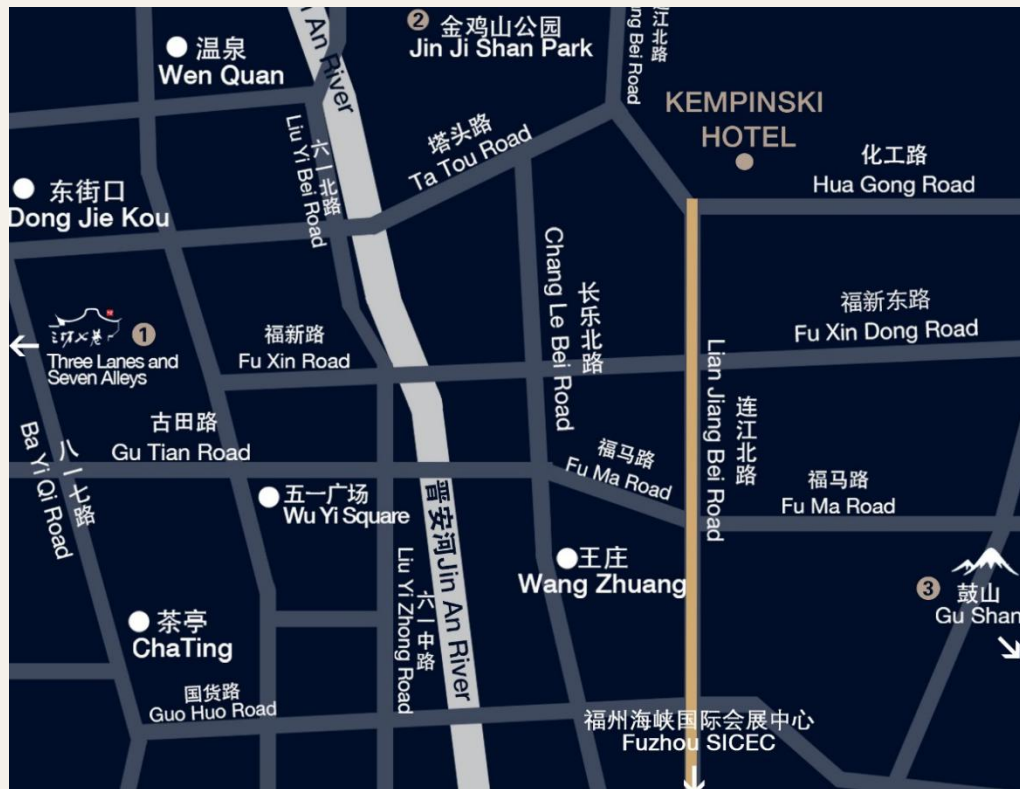 2 金鸡山公园
Jin Ji Shan Park
温泉
Wen Quan
An River
连江北路
Bei Road
KEMPINSKI
HOTEL
化工路
Hua Gong Road
塔头路
Ta Tou Road
六一北路
Liu Yi Bei Road
东街口
Dong Jie Kou
长乐北路
Chang Le Bei Road
福新东路
Fu Xin Dong Road
1
Three Lanes and
Seven Alleys
福新路
Fu Xin Road
连江北路
Lian Jiang Bei Road
古田路
Gu Tian Road
八一七路
Ba Yi Qi Road
福马路
Fu Ma Road
福马路
Fu Ma Road
五一广场
Wu Yi Square
晋安河 Jin An River
王庄
Wang Zhuang
六一中路
Liu Yi Zhong Road
3 鼓山
Gu Shan
茶亭
ChaTing
国货路
Guo Huo Road
福州海峡国际会展中心
Fuzhou SICEC